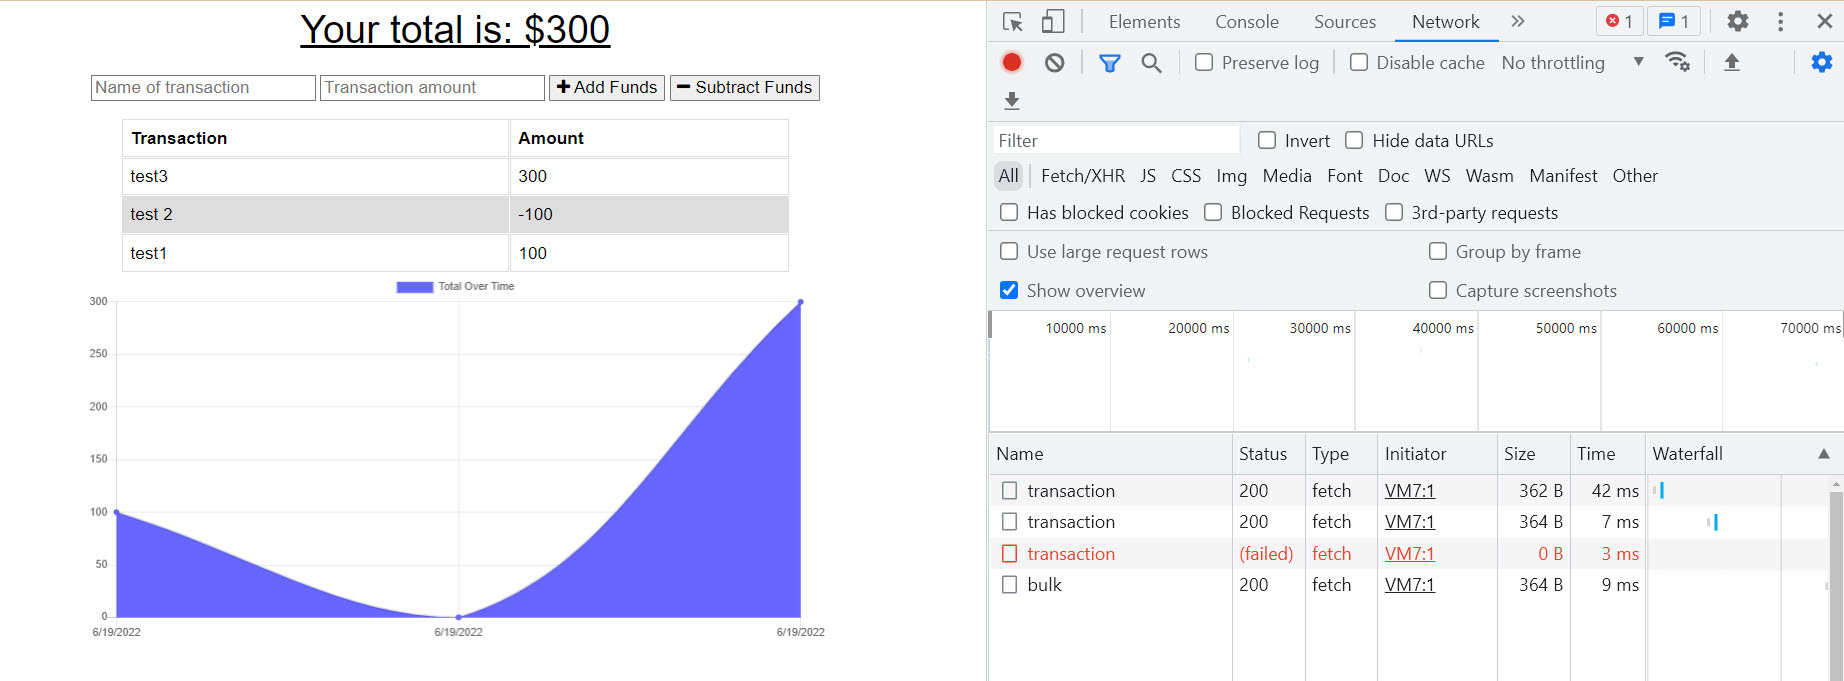 Your total is: $300
Name of transaction Transaction amount Add Funds Subtract Funds
Transaction Amount
test3 300
test 2 -100
test1 100
Total Over Time
300
250
200
150
100
50
0
6/19/2022 6/19/2022 6/19/2022
Elements Console Sources Network 1 1
Preserve log Disable cache No throttling
Filter Invert Hide data URLs
All Fetch/XHR JS CSS Img Media Font Doc WS Wasm Manifest Other
Has blocked cookies Blocked Requests 3rd-party requests
Use large request rows Group by frame
Show overview Capture screenshots
10000 ms 20000 ms 30000 ms 40000 ms 50000 ms 60000 ms 70000 ms
Name Status Type Initiator Size Time Waterfall
transaction 200 fetch VM7:1 362 B 42 ms
transaction 200 fetch VM7:1 364 B 7 ms
transaction (failed) fetch VM7:1 0 B 3 ms
bulk 200 fetch VM7:1 364 B 9 ms